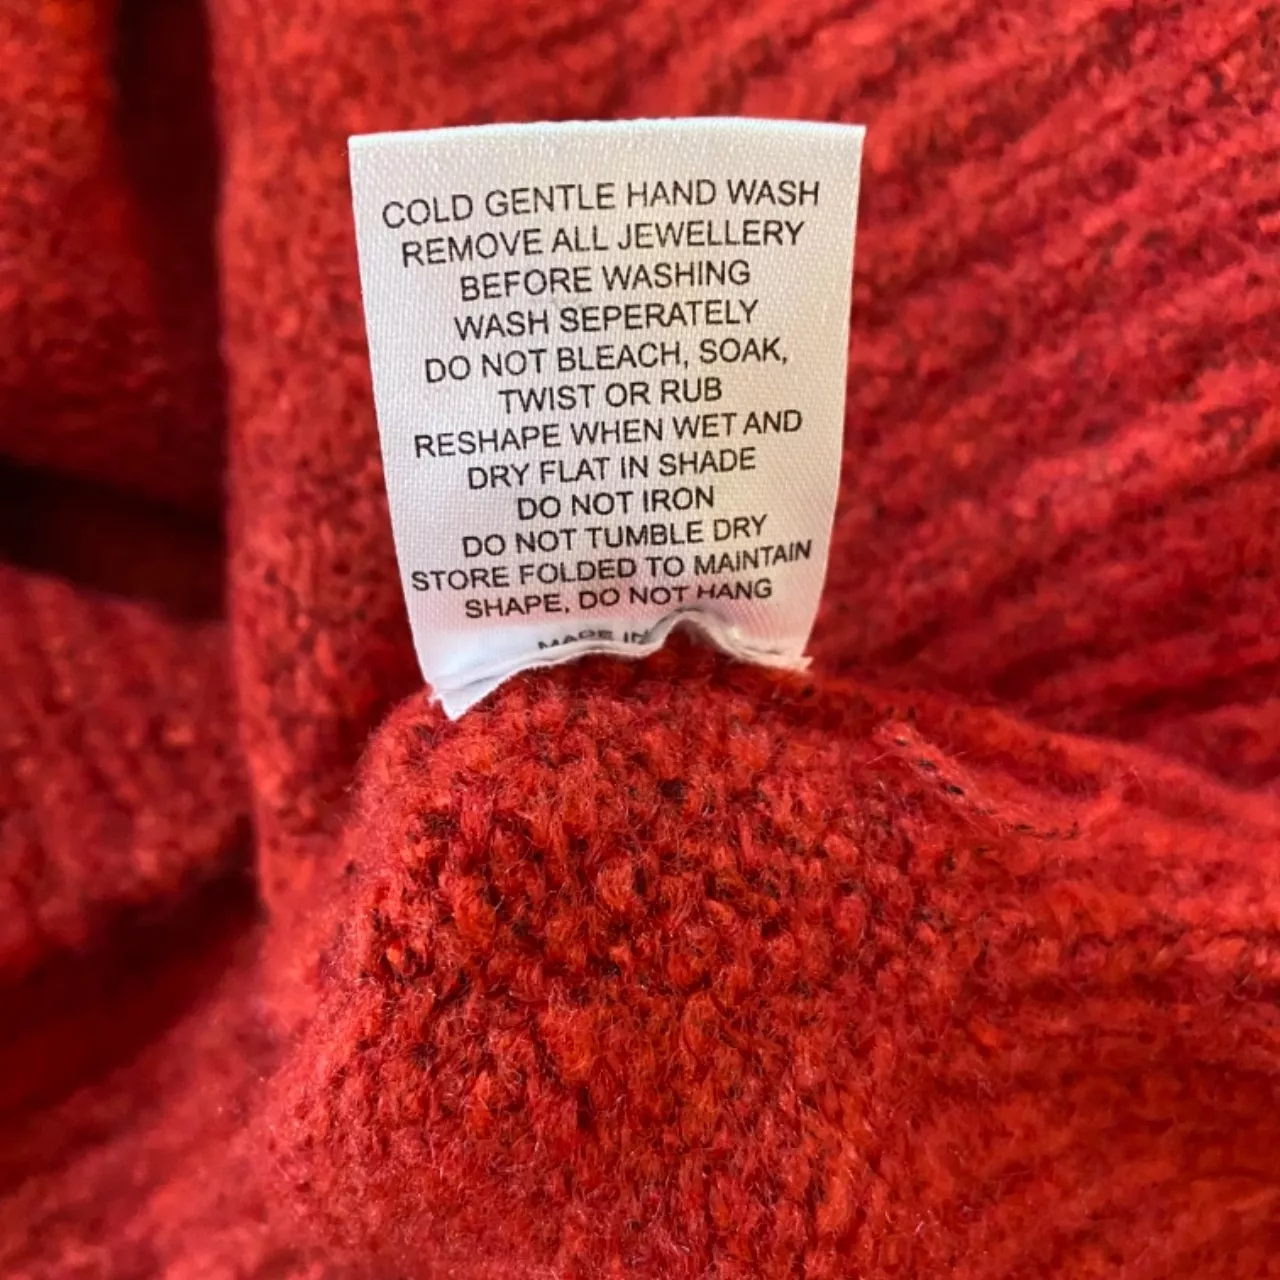 COLD GENTLE HAND WASH
REMOVE ALL JEWELLERY
BEFORE WASHING
WASH SEPERATELY
DO NOT BLEACH, SOAK,
TWIST OR RUB
RESHAPE WHEN WET AND
DRY FLAT IN SHADE
DO NOT IRON
DO NOT TUMBLE DRY
STORE FOLDED TO MAINTAIN
SHAPE, DO NOT HANG
MADE IN